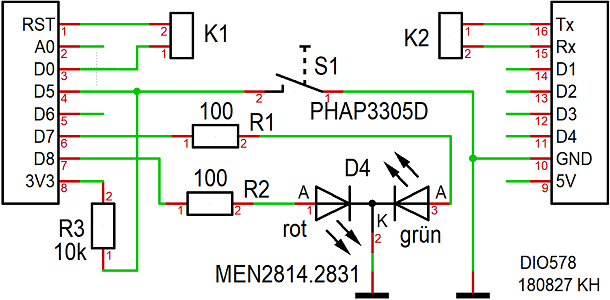 RST 1
A0 2
D0 3
D5 4
D6 5
D7 6
D8 7
3V3 8
2
1
K1
K2
2
1
16 Tx
15 Rx
14 D1
13 D2
12 D3
11 D4
10 GND
9 5V
S1
2
1
PHAP3305D
100
1
2
R1
100
1
2
R2
R3
10k
2
1
D4
A
1
K
2
A
3
rot
grün
MEN2814.2831
DIO578
180827 KH